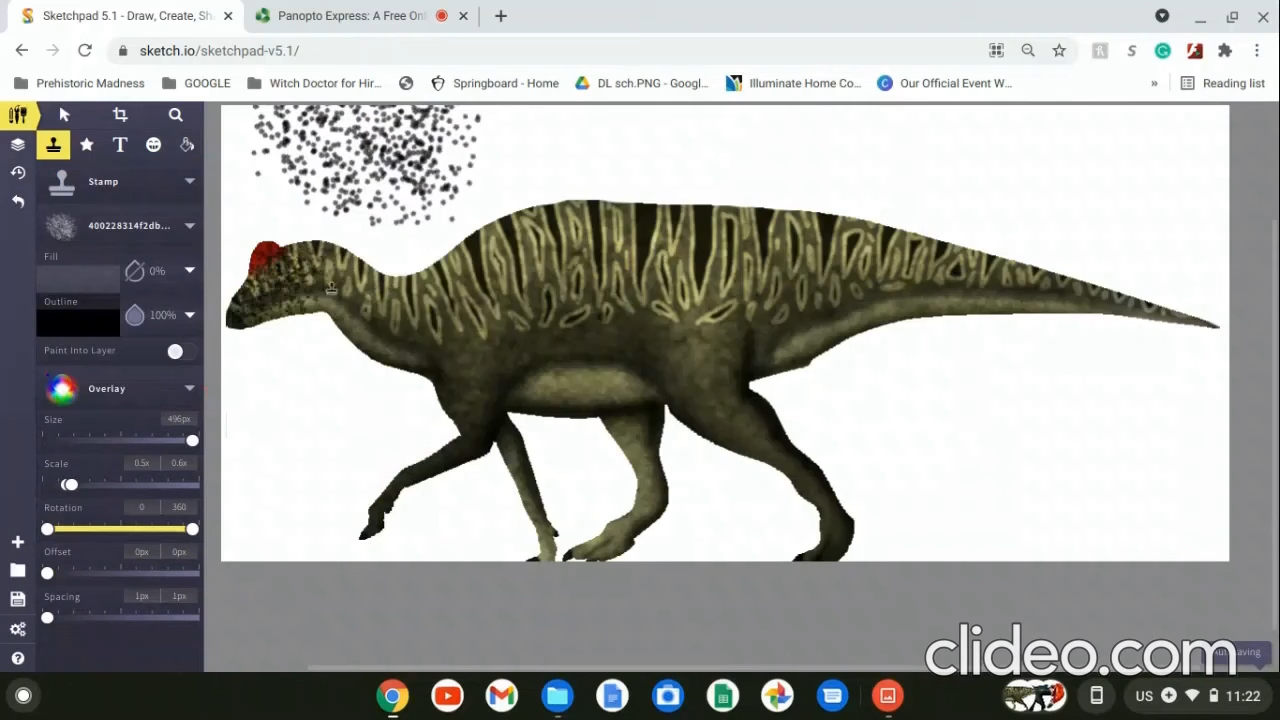 Sketchpad 5.1 - Draw, Create, Sh
Panopto Express: A Free Onl
sketch.io/sketchpad-v5.1/
Prehistoric Madness
GOOGLE
Witch Doctor for Hir...
Springboard - Home
DL sch.PNG - Googl...
Illuminate Home Co...
Our Official Event W...
»
Reading list
T
Stamp
400228314f2db...
Fill
0%
Outline
100%
Paint Into Layer
Overlay
Size
496px
Scale
0.5x 0.6x
Rotation
0 360
Offset
0px 0px
Spacing
1px 1px
clideo.com
US
11:22